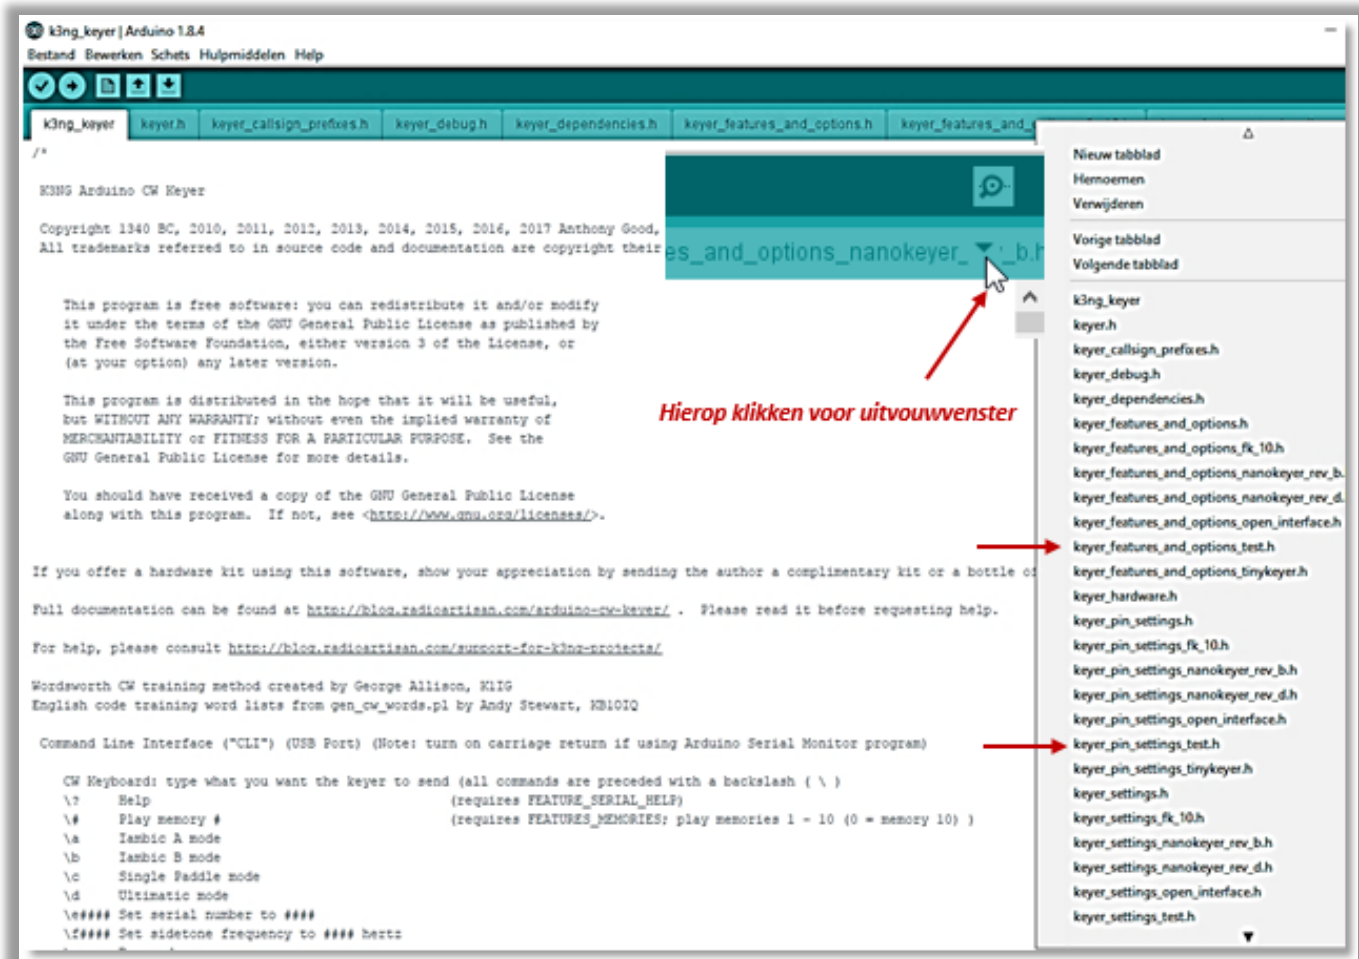 k3ng_keyer | Arduino 1.8.4
Bestand Bewerken Schets Hulpmiddelen Help
k3ng_keyer keyer.h keyer_callsign_prefixes.h keyer_debug.h keyer_dependencies.h keyer_features_and_options.h keyer_features_and_
/*
K3NG Arduino CW Keyer
Copyright 1340 BC, 2010, 2011, 2012, 2013, 2014, 2015, 2016, 2017 Anthony Good,
All trademarks referred to in source code and documentation are copyright their
This program is free software: you can redistribute it and/or modify
it under the terms of the GNU General Public License as published by
the Free Software Foundation, either version 3 of the License, or
(at your option) any later version.
This program is distributed in the hope that it will be useful,
but WITHOUT ANY WARRANTY; without even the implied warranty of
MERCHANTABILITY or FITNESS FOR A PARTICULAR PURPOSE.  See the
GNU General Public License for more details.
You should have received a copy of the GNU General Public License
along with this program.  If not, see <http://www.gnu.org/licenses/>.
If you offer a hardware kit using this software, show your appreciation by sending the author a complimentary kit or a bottle of
Full documentation can be found at http://blog.radioartisan.com/arduino-cw-keyer/ .  Please read it before requesting help.
For help, please consult http://blog.radioartisan.com/support-for-k3ng-projects/
Wordsworth CW training method created by George Allison, K1IG
English code training word lists from gen_cw_words.pl by Andy Stewart, KB1OIQ
Command Line Interface ("CLI") (USB Port) (Note: turn on carriage return if using Arduino Serial Monitor program)
CW Keyboard: type what you want the keyer to send (all commands are preceded with a backslash ( \ )
\? Help (requires FEATURE_SERIAL_HELP)
\# Play memory # (requires FEATURES_MEMORIES; play memories 1 - 10 (0 = memory 10) )
\a Iambic A mode
\b Iambic B mode
\c Single Paddle mode
\d Ultimatic mode
\e#### Set serial number to ####
\f#### Set sidetone frequency to #### hertz
es_and_options_nanokeyer_ _b.h
Hierop klikken voor uitvouwvenster
Nieuw tabblad
Hernoemen
Verwijderen
Vorige tabblad
Volgende tabblad
k3ng_keyer
keyer.h
keyer_callsign_prefixes.h
keyer_debug.h
keyer_dependencies.h
keyer_features_and_options.h
keyer_features_and_options_fk_10.h
keyer_features_and_options_nanokeyer_rev_b.
keyer_features_and_options_nanokeyer_rev_d.
keyer_features_and_options_open_interface.h
keyer_features_and_options_test.h
keyer_features_and_options_tinykeyer.h
keyer_hardware.h
keyer_pin_settings.h
keyer_pin_settings_fk_10.h
keyer_pin_settings_nanokeyer_rev_b.h
keyer_pin_settings_nanokeyer_rev_d.h
keyer_pin_settings_open_interface.h
keyer_pin_settings_test.h
keyer_pin_settings_tinykeyer.h
keyer_settings.h
keyer_settings_fk_10.h
keyer_settings_nanokeyer_rev_b.h
keyer_settings_nanokeyer_rev_d.h
keyer_settings_open_interface.h
keyer_settings_test.h